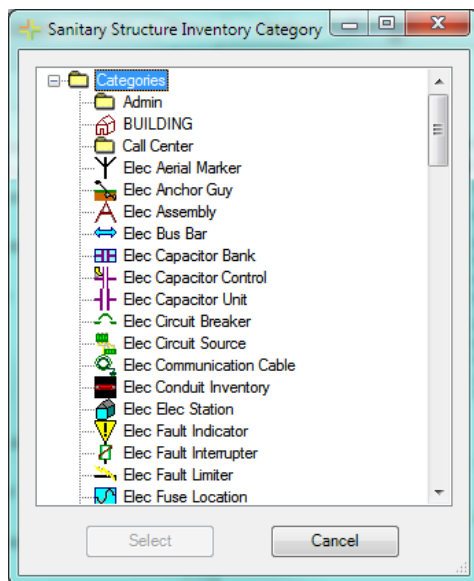 Sanitary Structure Inventory Category
Categories
Admin
BUILDING
Call Center
Elec Aerial Marker
Elec Anchor Guy
Elec Assembly
Elec Bus Bar
Elec Capacitor Bank
Elec Capacitor Control
Elec Capacitor Unit
Elec Circuit Breaker
Elec Circuit Source
Elec Communication Cable
Elec Conduit Inventory
Elec Elec Station
Elec Fault Indicator
Elec Fault Interrupter
Elec Fault Limiter
Elec Fuse Location
Select Cancel